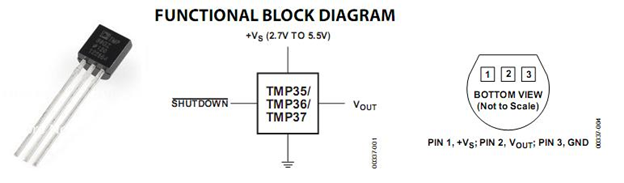 FUNCTIONAL BLOCK DIAGRAM
+VS (2.7V TO 5.5V)
SHUTDOWN
TMP35/
TMP36/
TMP37
VOUT
00337-001
1 2 3
BOTTOM VIEW
(Not to Scale)
PIN 1, +VS; PIN 2, VOUT; PIN 3, GND
00337-004